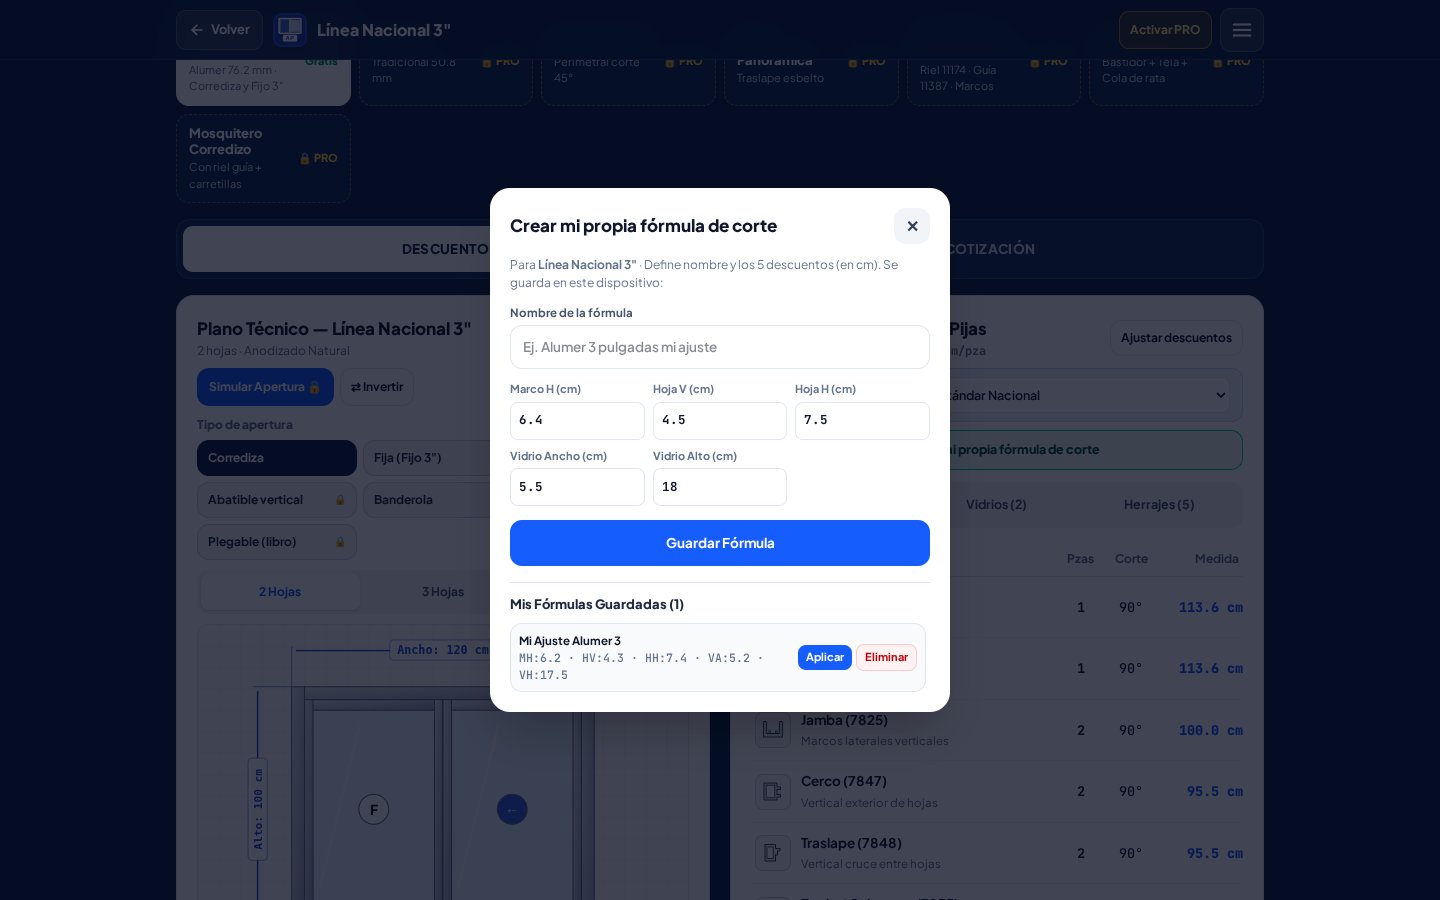 Volver
Línea Nacional 3"
Activar PRO
Alumer 76.2 mm ·
Corrediza y Fijo 3"
Gratis
Tradicional 50.8
mm
PRO
Perimetral corte
45°
PRO
Panorámica
Traslape esbelto
PRO
Riel 11174 · Guía
11387 · Marcos
PRO
Bastidor + Tela +
Cola de rata
PRO
Mosquitero
Corredizo
Con riel guía +
carretillas
PRO
DESCUENTO
COTIZACIÓN
Crear mi propia fórmula de corte
Para Línea Nacional 3" · Define nombre y los 5 descuentos (en cm). Se
guarda en este dispositivo:
Nombre de la fórmula
Ej. Alumer 3 pulgadas mi ajuste
Marco H (cm)
Hoja V (cm)
Hoja H (cm)
6.4
4.5
7.5
Vidrio Ancho (cm)
Vidrio Alto (cm)
5.5
18
Guardar Fórmula
Mis Fórmulas Guardadas (1)
Mi Ajuste Alumer 3
MH:6.2 · HV:4.3 · HH:7.4 · VA:5.2 ·
VH:17.5
Aplicar
Eliminar
Plano Técnico — Línea Nacional 3"
2 hojas · Anodizado Natural
Simular Apertura
⇄ Invertir
Tipo de apertura
Corrediza
Fija (Fijo 3")
Abatible vertical
Banderola
Plegable (libro)
2 Hojas
3 Hojas
Ancho: 120 cm
Alto: 100 cm
F
←
Pijas
m/pza
Ajustar descuentos
tándar Nacional
i propia fórmula de corte
Vidrios (2)
Herrajes (5)
Pzas
Corte
Medida
1
90°
113.6 cm
1
90°
113.6 cm
Jamba (7825)
Marcos laterales verticales
2
90°
100.0 cm
Cerco (7847)
Vertical exterior de hojas
2
90°
95.5 cm
Traslape (7848)
Vertical cruce entre hojas
2
90°
95.5 cm